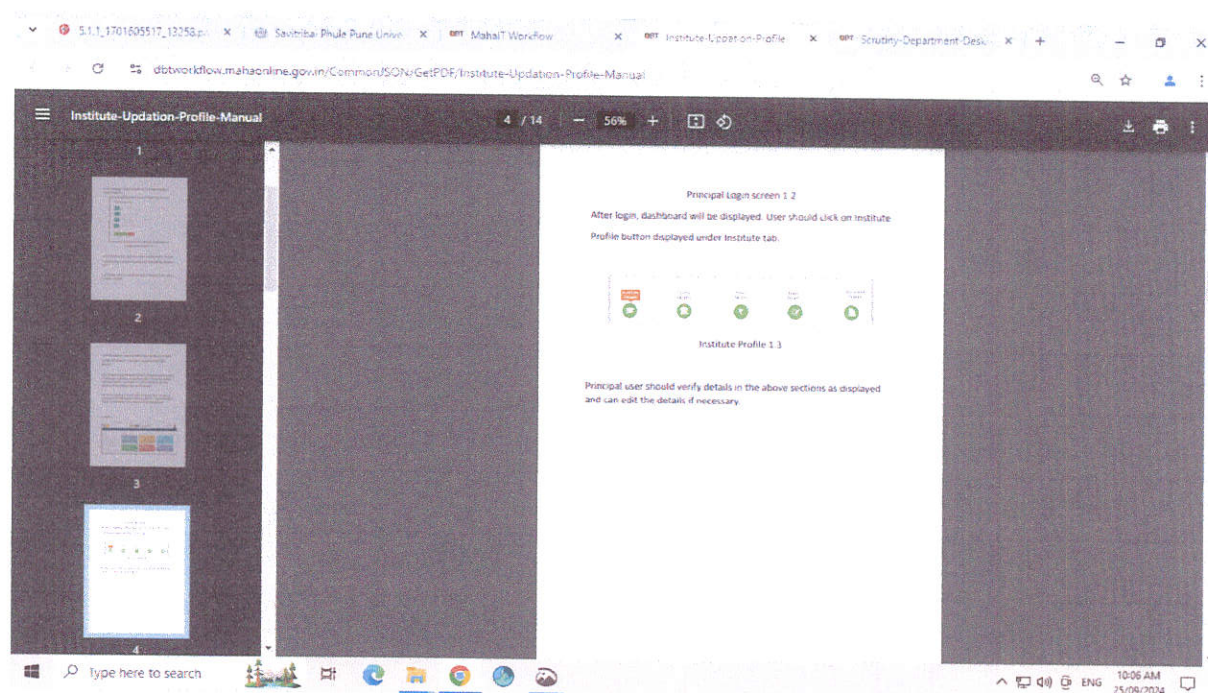 5.1.1_1701605517_13258.p
Savitribai Phule Pune Unive
MahaIT Workflow
Institute-Updation-Profile
Scrutiny-Department-Desk
dbtworkflow.mahaonline.gov.in/CommonJSON/GetPDF/Institute-Updation-Profile-Manual
Institute-Updation-Profile-Manual
4 / 14
56%
1
2
3
4
Principal Login screen 1.2
After login, dashboard will be displayed. User should click on Institute
Profile button displayed under Institute tab.
Institute Profile 1.3
Principal user should verify details in the above sections as displayed
and can edit the details if necessary.
Type here to search
ENG
10:06 AM
25/09/2024